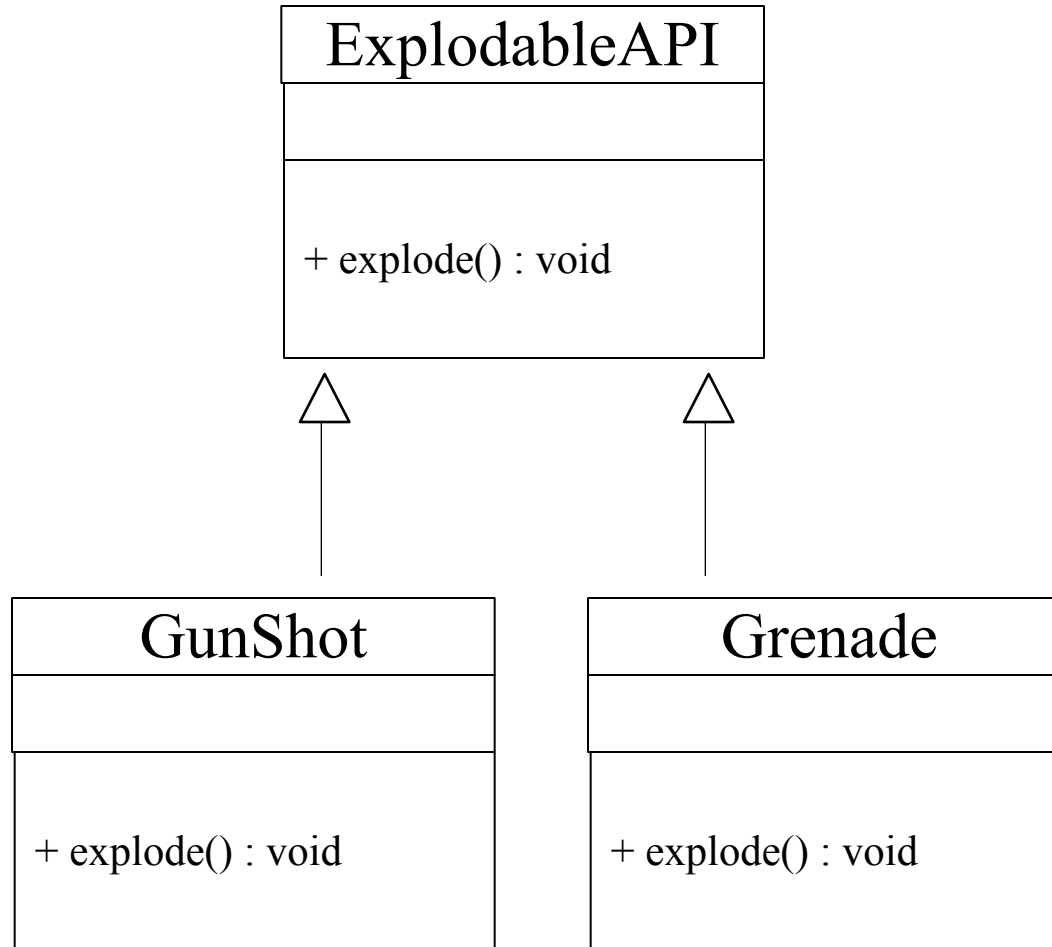 ExplodableAPI
+ explode() : void
GunShot
Grenade
+ explode() : void
+ explode() : void